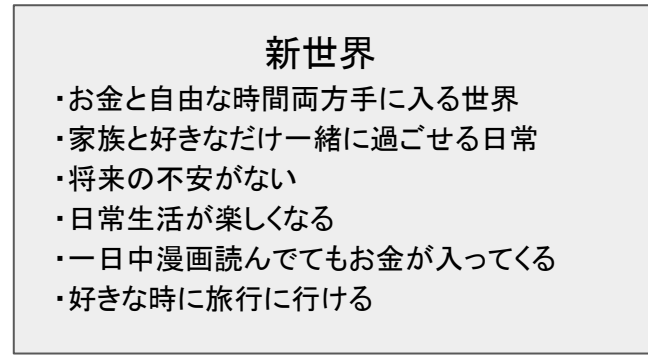 新世界
・お金と自由な時間両方手に入る世界
・家族と好きなだけ一緒に過ごせる日常
・将来の不安がない
・日常生活が楽しくなる
・一日中漫画読んでてもお金が入ってくる
・好きな時に旅行に行ける